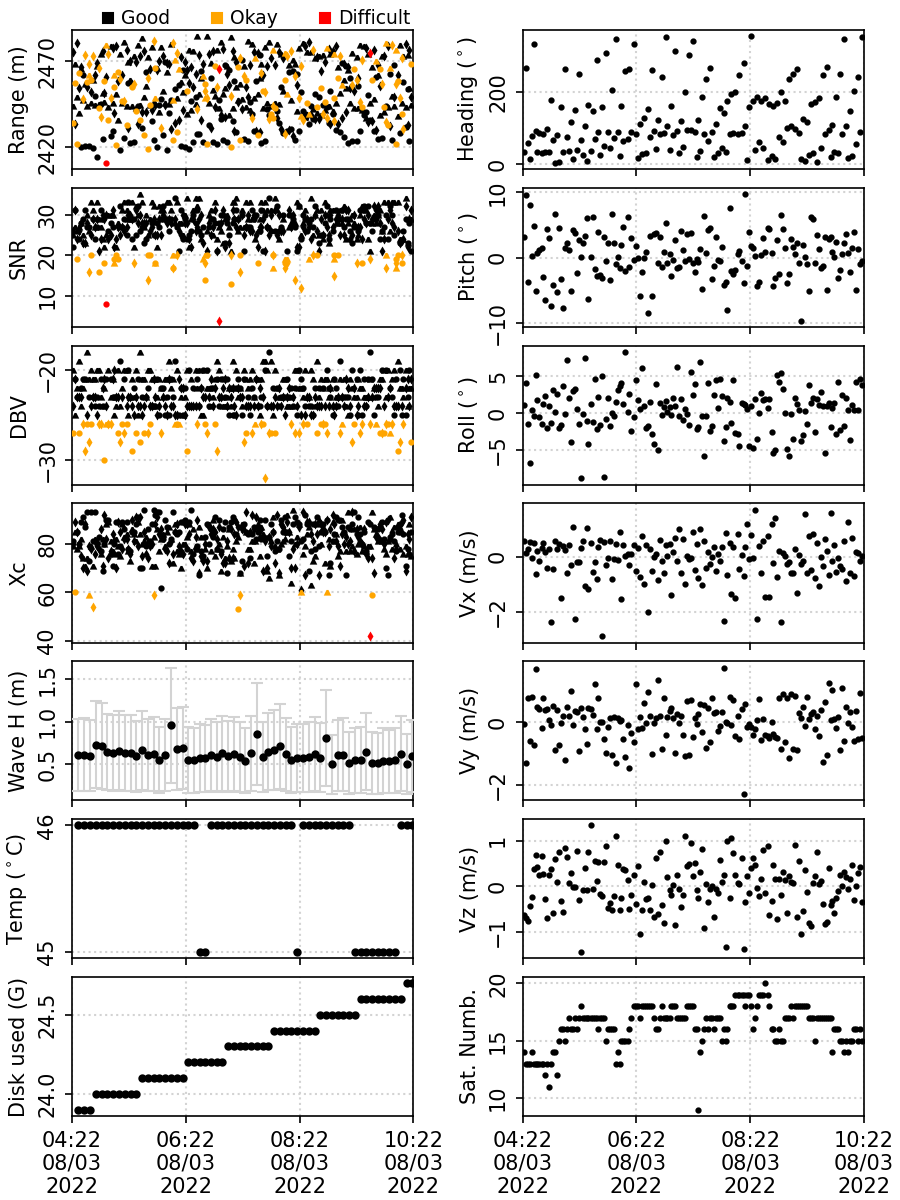 Good Okay Difficult
Range (m)
2470
2420
Heading (°)
200
0
SNR
30
20
10
Pitch (°)
10
0
−10
DBV
−20
−30
Roll (°)
5
0
−5
Xc
80
60
40
Vx (m/s)
0
−2
Wave H (m)
1.5
1.0
0.5
Vy (m/s)
0
−2
Temp (°C)
46
45
Vz (m/s)
1
0
−1
Disk used (G)
24.5
24.0
Sat. Numb.
20
15
10
04:22 06:22 08:22 10:22 04:22 06:22 08:22 10:22
08/03 08/03 08/03 08/03 08/03 08/03 08/03 08/03
2022 2022 2022 2022 2022 2022 2022 2022